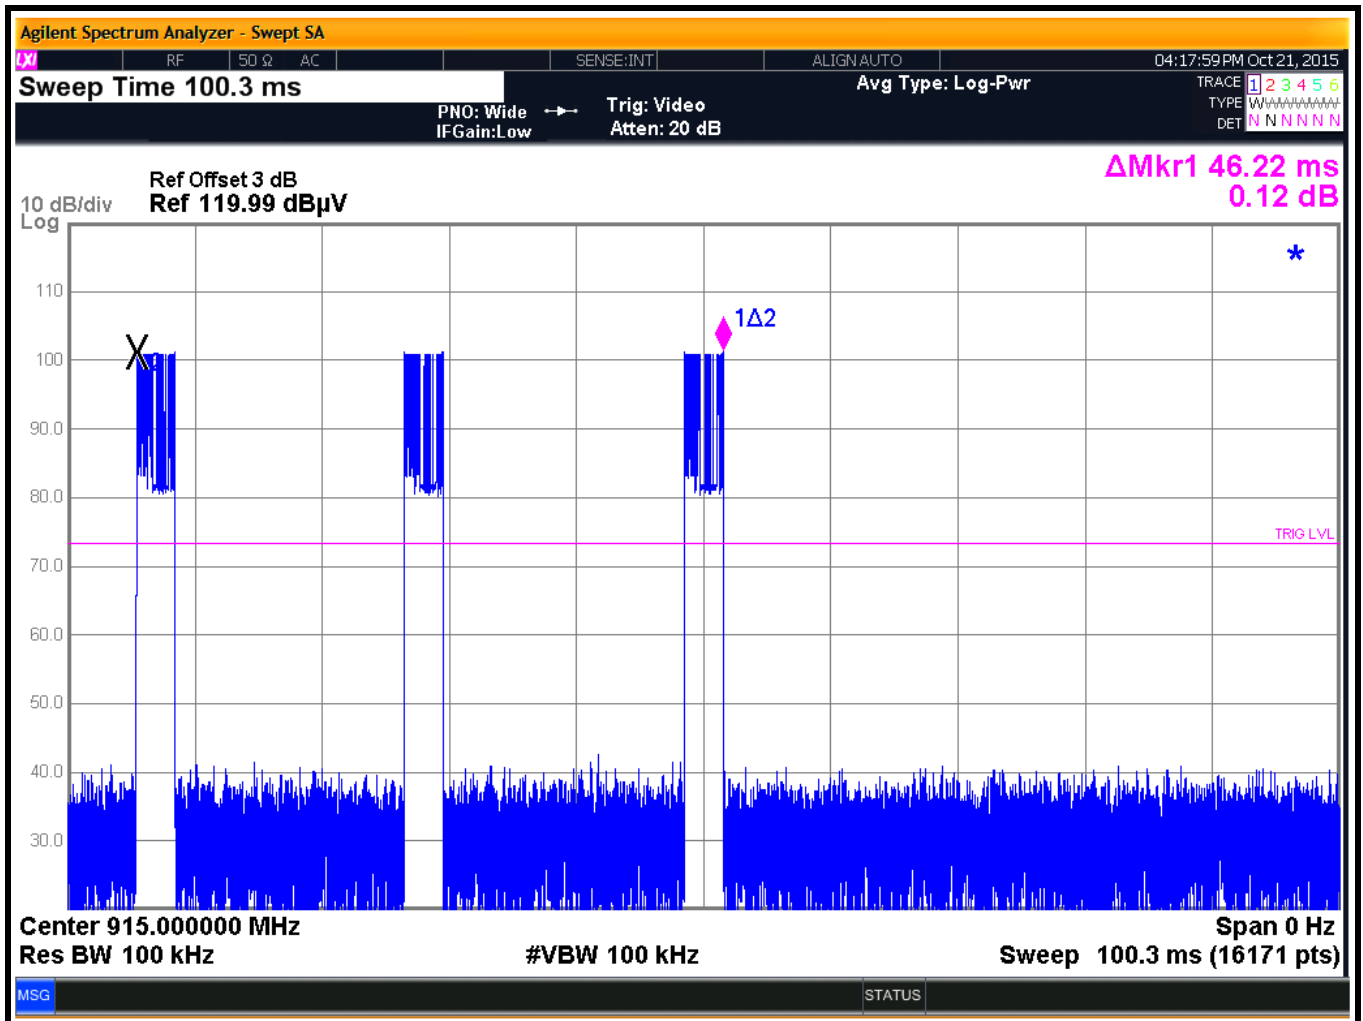 Agilent Spectrum Analyzer - Swept SA
LXI RF 50 Ω AC SENSE:INT ALIGN AUTO 04:17:59 PM Oct 21, 2015
Sweep Time 100.3 ms
PNO: Wide
IFGain:Low
Trig: Video
Atten: 20 dB
Avg Type: Log-Pwr
TRACE 1 2 3 4 5 6
TYPE W
DET N N N N N N
ΔMkr1 46.22 ms
0.12 dB
Ref Offset 3 dB
10 dB/div Ref 119.99 dBµV
Log
110
100
90.0
80.0
70.0
60.0
50.0
40.0
30.0
X
1Δ2
*
TRIG LVL
Center 915.000000 MHz Span 0 Hz
Res BW 100 kHz #VBW 100 kHz Sweep 100.3 ms (16171 pts)
MSG STATUS